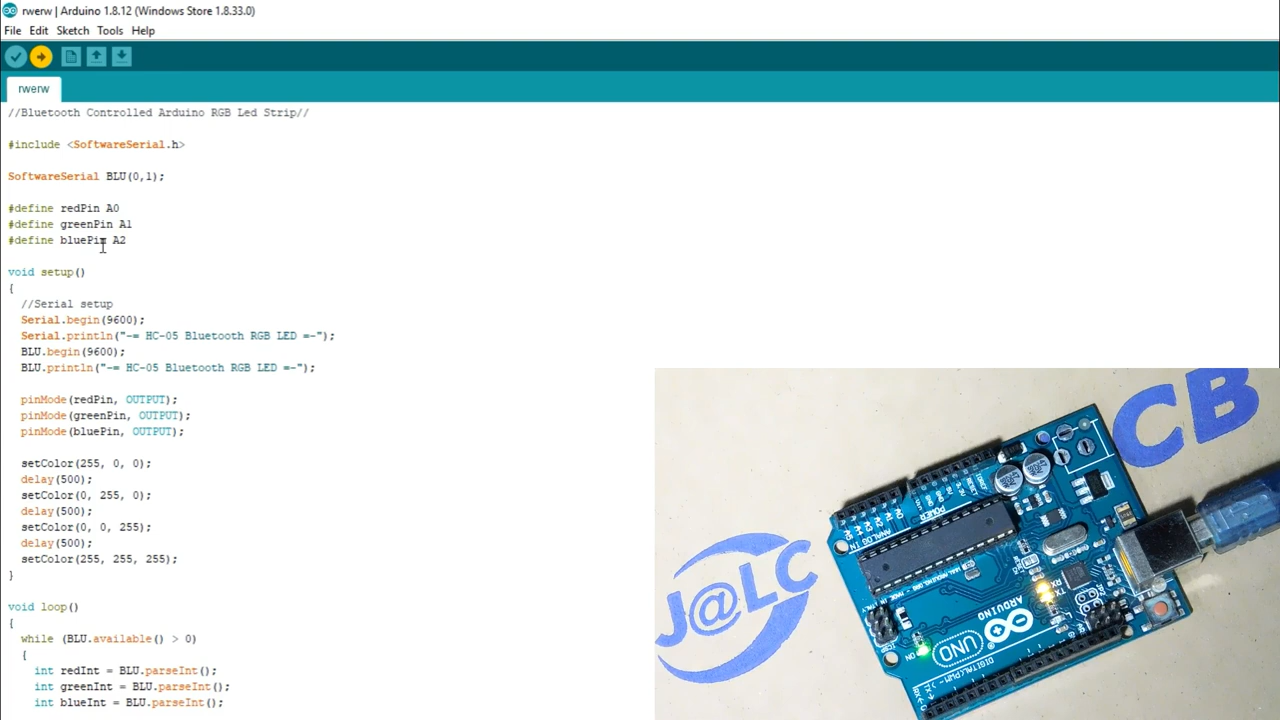 rwerw | Arduino 1.8.12 (Windows Store 1.8.33.0)
File Edit Sketch Tools Help
rwerw
//Bluetooth Controlled Arduino RGB Led Strip//
#include <SoftwareSerial.h>
SoftwareSerial BLU(0,1);
#define redPin A0
#define greenPin A1
#define bluePin A2
void setup()
{
//Serial setup
Serial.begin(9600);
Serial.println("-= HC-05 Bluetooth RGB LED =-");
BLU.begin(9600);
BLU.println("-= HC-05 Bluetooth RGB LED =-");
pinMode(redPin, OUTPUT);
pinMode(greenPin, OUTPUT);
pinMode(bluePin, OUTPUT);
setColor(255, 0, 0);
delay(500);
setColor(0, 255, 0);
delay(500);
setColor(0, 0, 255);
delay(500);
setColor(255, 255, 255);
}
void loop()
{
while (BLU.available() > 0)
{
int redInt = BLU.parseInt();
int greenInt = BLU.parseInt();
int blueInt = BLU.parseInt();
CB
J@LC
POWER
ANALOG IN
RX
TX
ON
ARDUINO
UNO